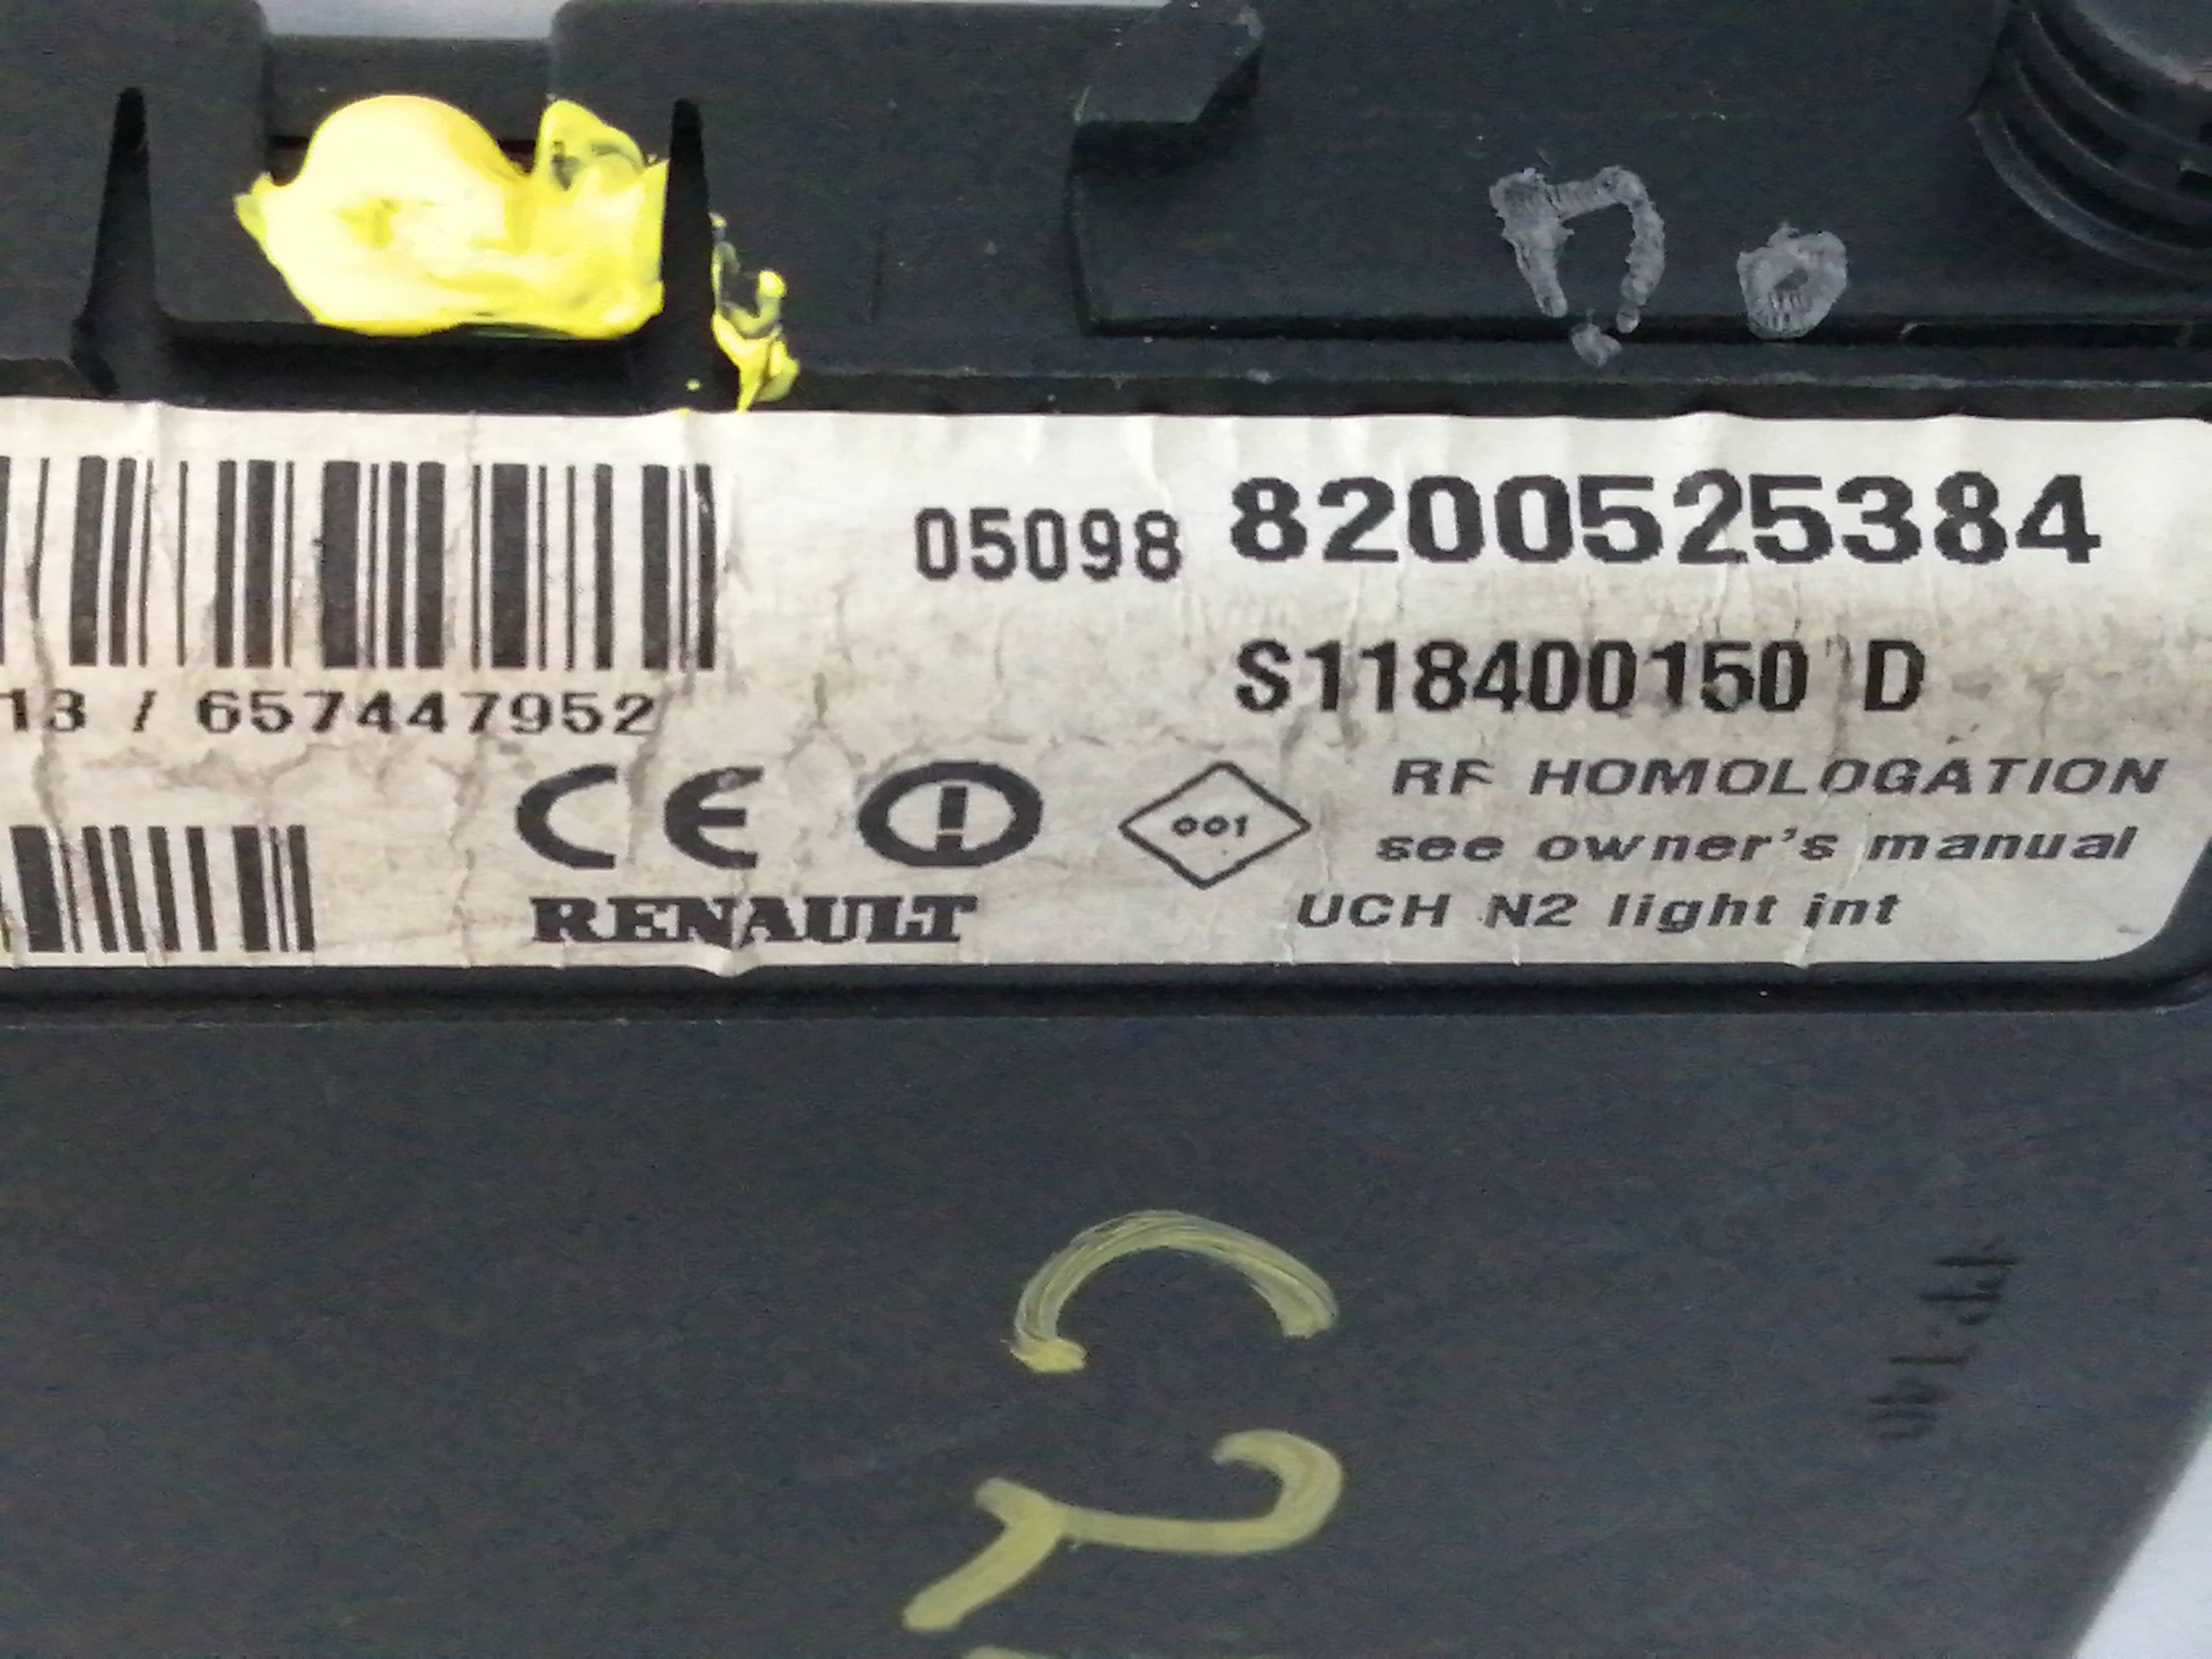 05098 8200525384
S118400150 D
13 / 657447952
RF HOMOLOGATION
CE 001 see owner's manual
RENAULT UCH N2 light int